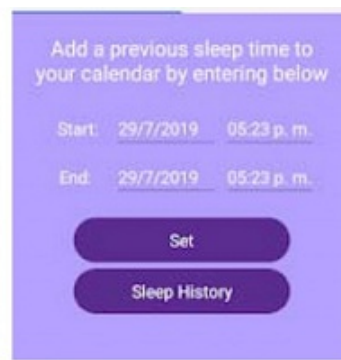 Add a previous sleep time to
your calendar by entering below
Start: 29/7/2019 05:23 p. m.
End: 29/7/2019 05:23 p. m.
Set
Sleep History